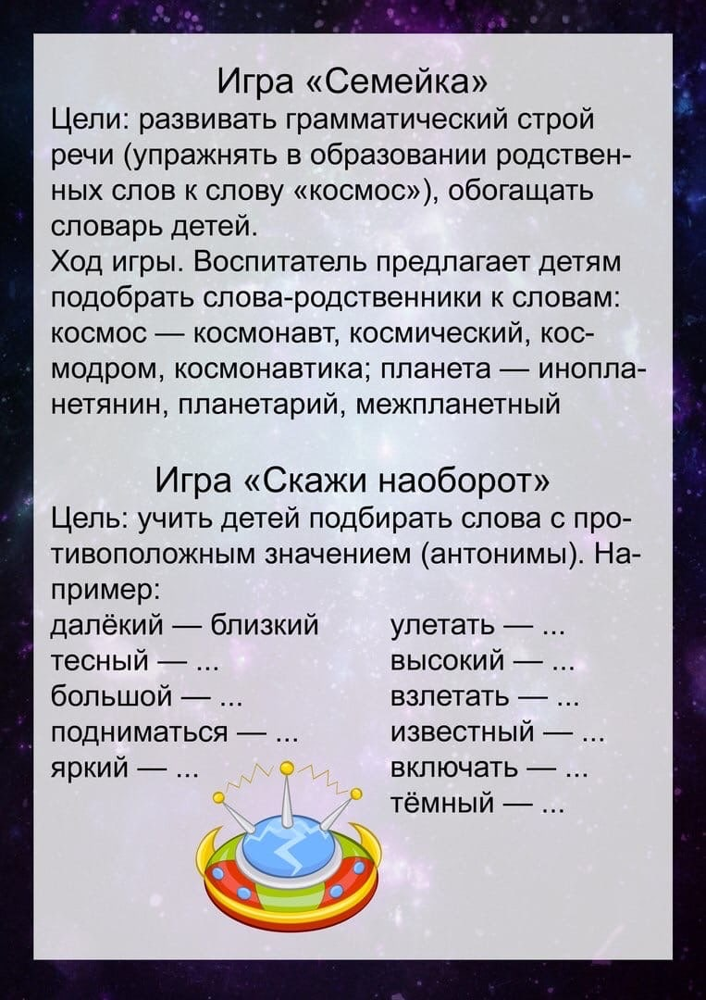 Игра «Семейка»
Цели: развивать грамматический строй
речи (упражнять в образовании родствен-
ных слов к слову «космос»), обогащать
словарь детей.
Ход игры. Воспитатель предлагает детям
подобрать слова-родственники к словам:
космос — космонавт, космический, кос-
модром, космонавтика; планета — инопла-
нетянин, планетарий, межпланетный
Игра «Скажи наоборот»
Цель: учить детей подбирать слова с про-
тивоположным значением (антонимы). На-
пример:
далёкий — близкий
тесный — ...
большой — ...
подниматься — ...
яркий — ...
улетать — ...
высокий — ...
взлетать — ...
известный — ...
включать — ...
тёмный — ...